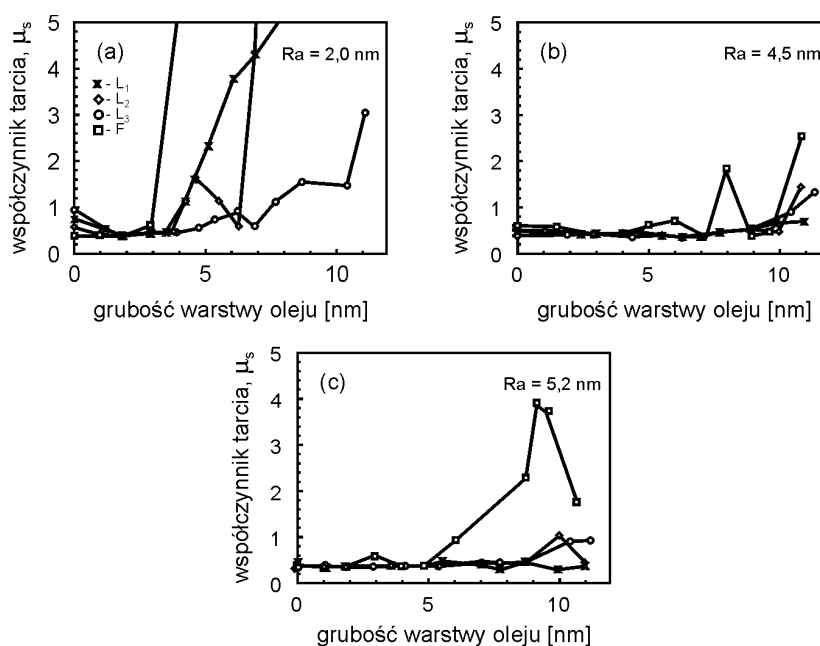 5
4
3
2
1
0
współczynnik tarcia, μs
(a)
Ra = 2,0 nm
- L1
- L2
- L3
- F
0
5
10
grubość warstwy oleju [nm]
5
4
3
2
1
0
współczynnik tarcia, μs
(b)
Ra = 4,5 nm
0
5
10
grubość warstwy oleju [nm]
5
4
3
2
1
0
współczynnik tarcia, μs
(c)
Ra = 5,2 nm
0
5
10
grubość warstwy oleju [nm]